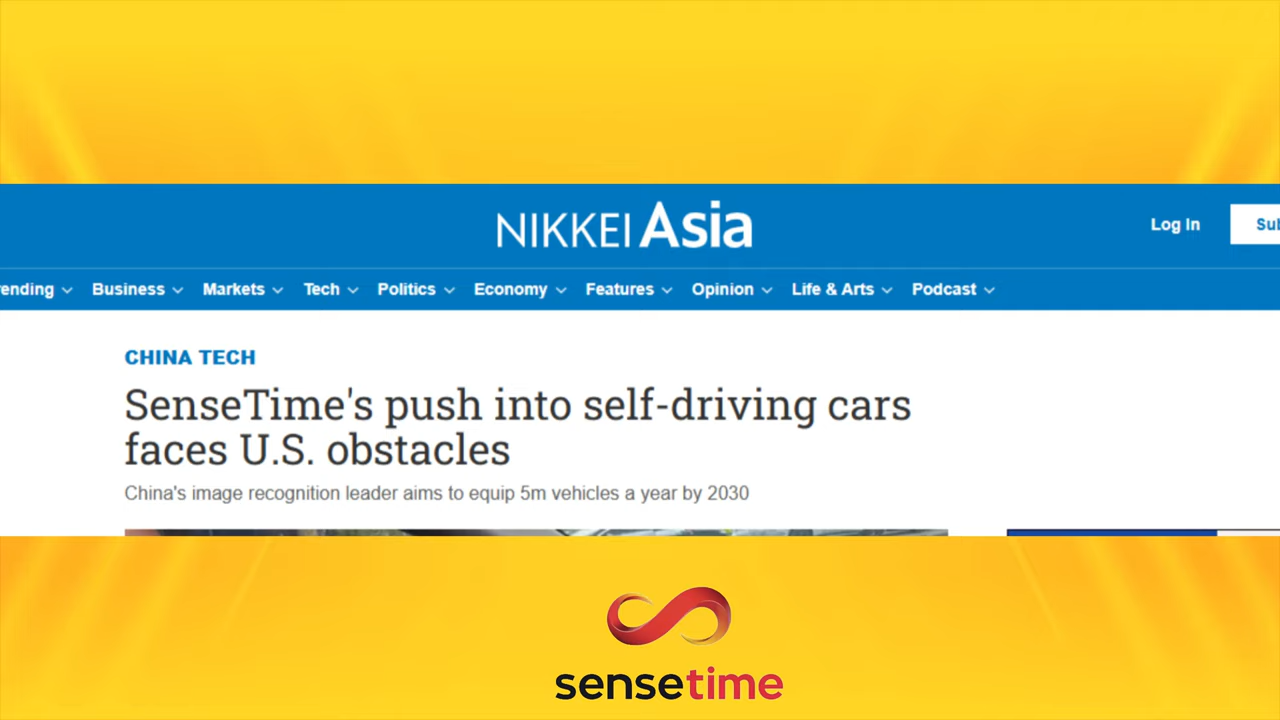 NIKKEI Asia
Log In
Business Markets Tech Politics Economy Features Opinion Life & Arts Podcast
CHINA TECH
SenseTime's push into self-driving cars
faces U.S. obstacles
China's image recognition leader aims to equip 5m vehicles a year by 2030
sensetime